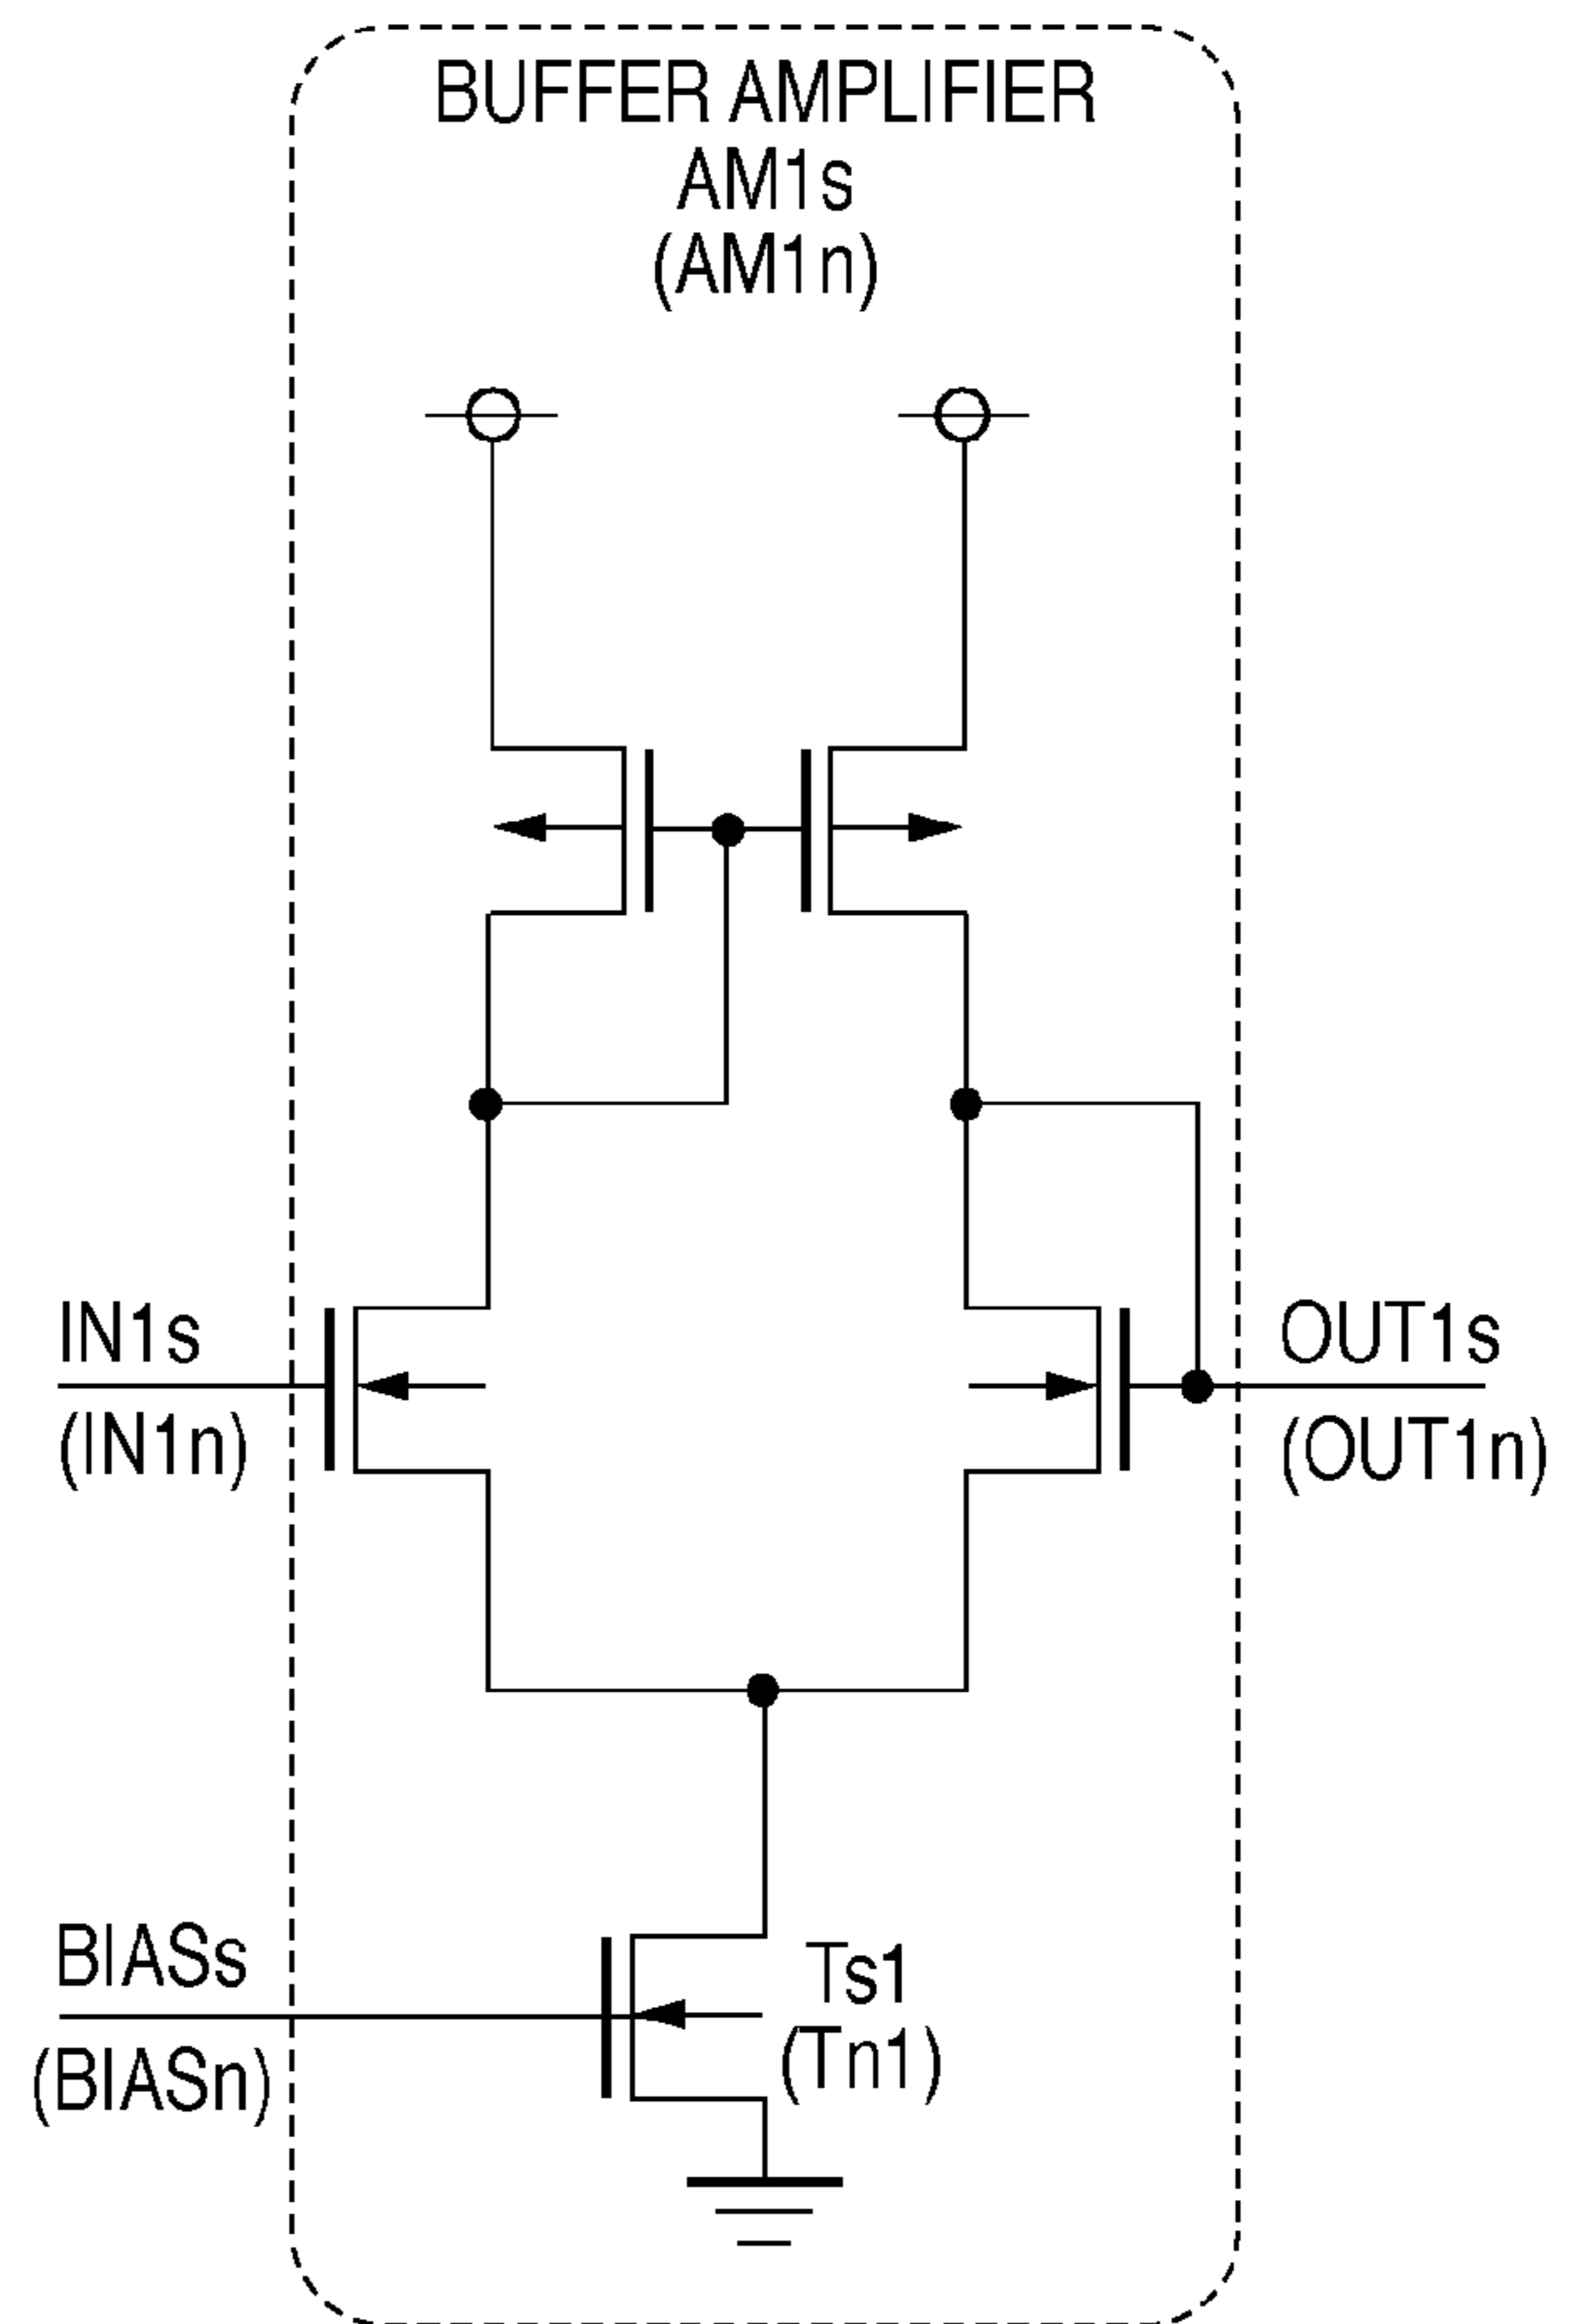 BUFFER AMPLIFIER
AM1s
(AM1n)
IN1s
(IN1n)
OUT1s
(OUT1n)
BIASs
(BIASn)
Ts1
(Tn1)